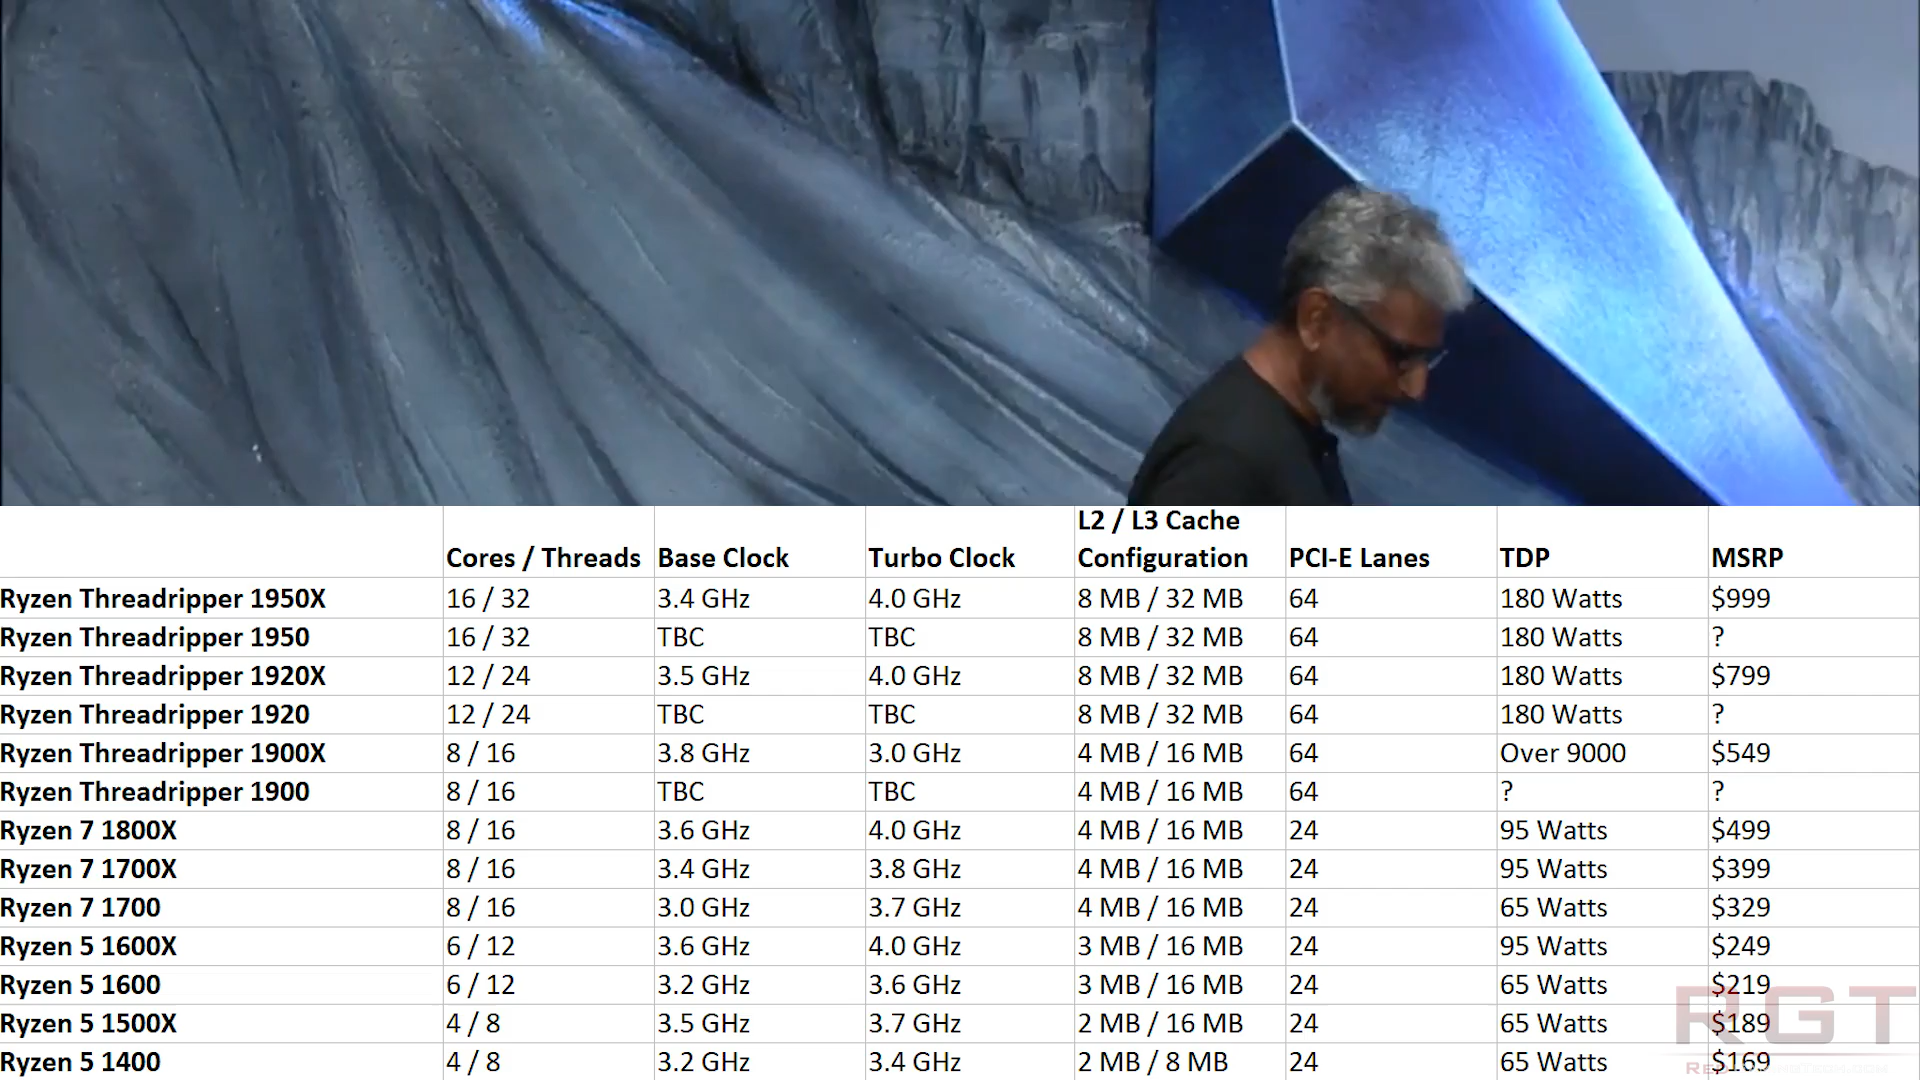 L2 / L3 Cache
Cores / Threads Base Clock Turbo Clock Configuration PCI-E Lanes TDP MSRP
Ryzen Threadripper 1950X 16 / 32 3.4 GHz 4.0 GHz 8 MB / 32 MB 64 180 Watts $999
Ryzen Threadripper 1950 16 / 32 TBC TBC 8 MB / 32 MB 64 180 Watts ?
Ryzen Threadripper 1920X 12 / 24 3.5 GHz 4.0 GHz 8 MB / 32 MB 64 180 Watts $799
Ryzen Threadripper 1920 12 / 24 TBC TBC 8 MB / 32 MB 64 180 Watts ?
Ryzen Threadripper 1900X 8 / 16 3.8 GHz 3.0 GHz 4 MB / 16 MB 64 Over 9000 $549
Ryzen Threadripper 1900 8 / 16 TBC TBC 4 MB / 16 MB 64 ? ?
Ryzen 7 1800X 8 / 16 3.6 GHz 4.0 GHz 4 MB / 16 MB 24 95 Watts $499
Ryzen 7 1700X 8 / 16 3.4 GHz 3.8 GHz 4 MB / 16 MB 24 95 Watts $399
Ryzen 7 1700 8 / 16 3.0 GHz 3.7 GHz 4 MB / 16 MB 24 65 Watts $329
Ryzen 5 1600X 6 / 12 3.6 GHz 4.0 GHz 3 MB / 16 MB 24 95 Watts $249
Ryzen 5 1600 6 / 12 3.2 GHz 3.6 GHz 3 MB / 16 MB 24 65 Watts $219
Ryzen 5 1500X 4 / 8 3.5 GHz 3.7 GHz 2 MB / 16 MB 24 65 Watts $189
Ryzen 5 1400 4 / 8 3.2 GHz 3.4 GHz 2 MB / 8 MB 24 65 Watts $169
RGT